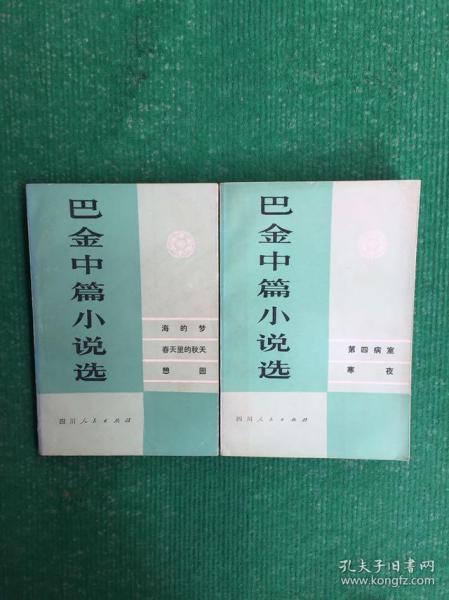 巴金中篇小说选
海的梦
春天里的秋天
憩园
四川人民出版社
巴金中篇小说选
第四病室
寒夜
四川人民出版社
孔夫子旧书网
www.kongfz.com